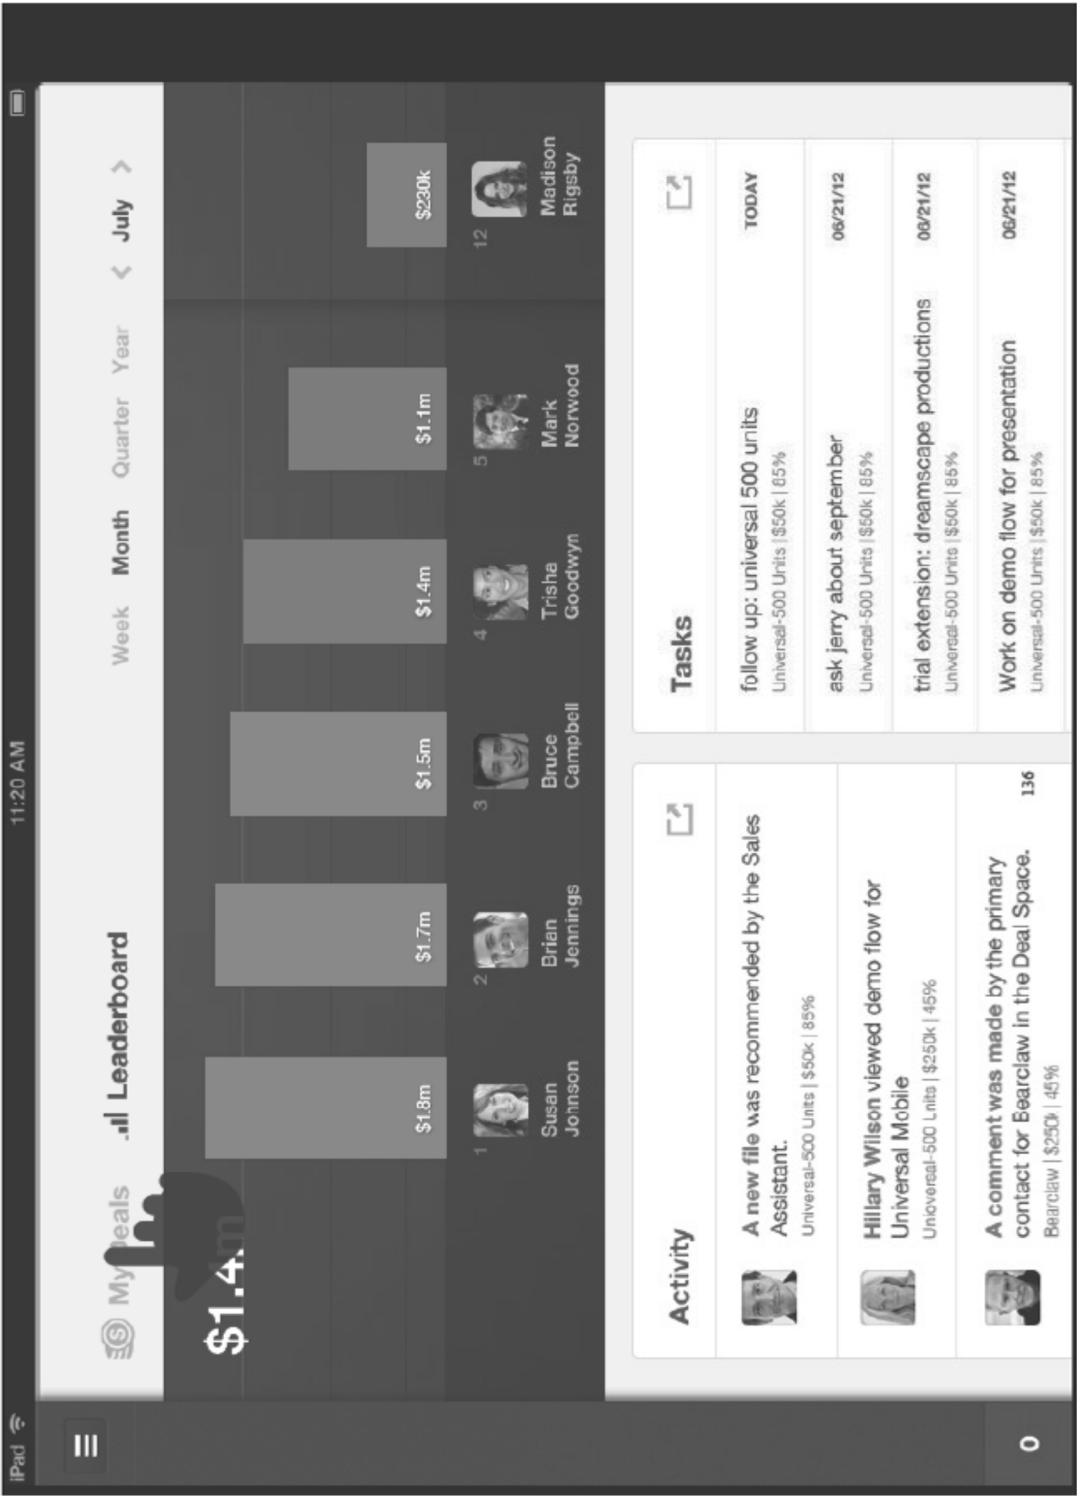 iPad
11:20 AM
My Deals
Leaderboard
Week Month Quarter Year
July
$1.4m
$1.8m
$1.7m
$1.5m
$1.4m
$1.1m
$230k
1
2
3
4
5
12
Susan
Johnson
Brian
Jennings
Bruce
Campbell
Trisha
Goodwyn
Mark
Norwood
Madison
Rigsby
Activity
A new file was recommended by the Sales
Assistant.
Universal-500 Units | $50k | 85%
Hillary Wilson viewed demo flow for
Universal Mobile
Unioversal-500 Lnits | $250k | 45%
A comment was made by the primary
contact for Bearclaw in the Deal Space.
Bearclaw | $250k | 45%
136
Tasks
follow up: universal 500 units
TODAY
Universal-500 Units |$50k | 85%
ask jerry about september
06/21/12
Universal-500 Units |$50k | 85%
trial extension: dreamscape productions
06/21/12
Universal-500 Units |$50k | 85%
Work on demo flow for presentation
06/21/12
Universal-500 Units |$50k | 85%
0